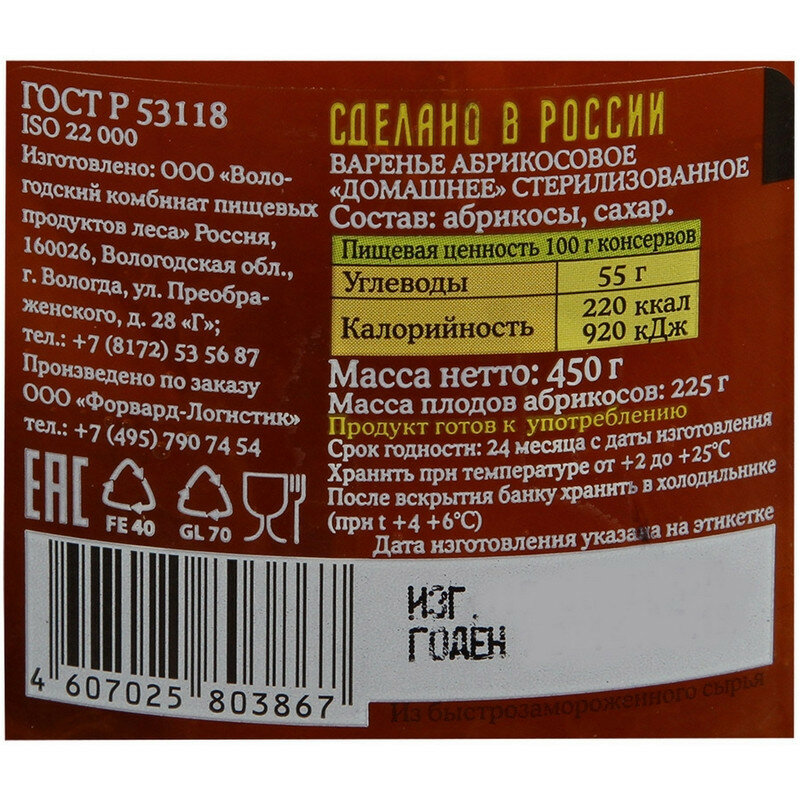 ГОСТ Р 53118
ISO 22 000
Изготовлено: ООО «Воло-
годский комбинат пищевых
продуктов леса» Россия,
160026, Вологодская обл.,
г. Вологда, ул. Преобра-
женского, д. 28 «Г»;
тел.: +7 (8172) 53 56 87
Произведено по заказу
ООО «Форвард-Логистик»
тел.: +7 (495) 790 74 54
EAC
FE 40
GL 70
4 607025 803867
СДЕЛАНО В РОССИИ
ВАРЕНЬЕ АБРИКОСОВОЕ
«ДОМАШНЕЕ» СТЕРИЛИЗОВАННОЕ
Состав: абрикосы, сахар.
Пищевая ценность 100 г консервов
Углеводы 55 г
Калорийность 220 ккал
920 кДж
Масса нетто: 450 г
Масса плодов абрикосов: 225 г
Продукт готов к употреблению
Срок годности: 24 месяца с даты изготовления
Хранить при температуре от +2 до +25°С
После вскрытия банку хранить в холодильнике
(при t +4 +6°С)
Дата изготовления указана на этикетке
ИЗГ.
ГОДЕН
Из быстрозамороженного сырья